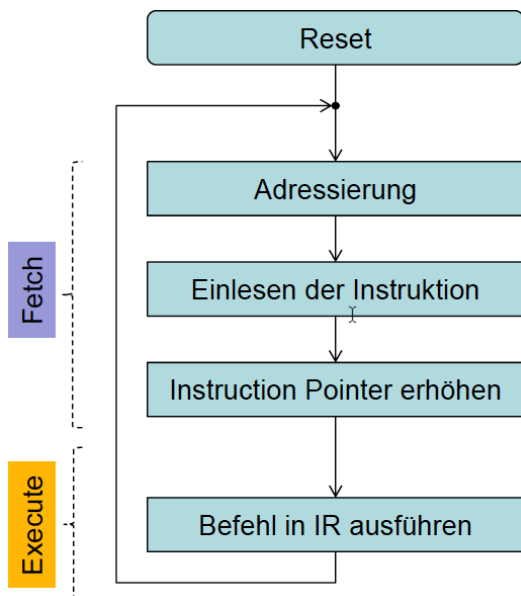 Reset
Adressierung
Einlesen der Instruktion
Instruction Pointer erhöhen
Befehl in IR ausführen
Fetch
Execute